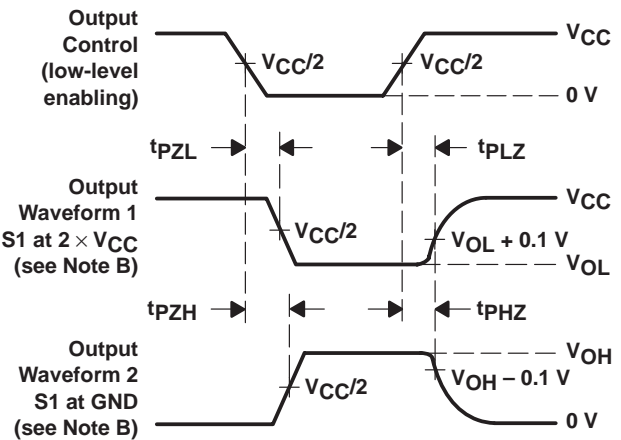 Output
Control
(low-level
enabling)
VCC/2
VCC/2
VCC
0 V
tPZL
tPLZ
Output
Waveform 1
S1 at 2 × VCC
(see Note B)
VCC/2
VCC
VOL + 0.1 V
VOL
tPZH
tPHZ
Output
Waveform 2
S1 at GND
(see Note B)
VCC/2
VOH
VOH – 0.1 V
0 V